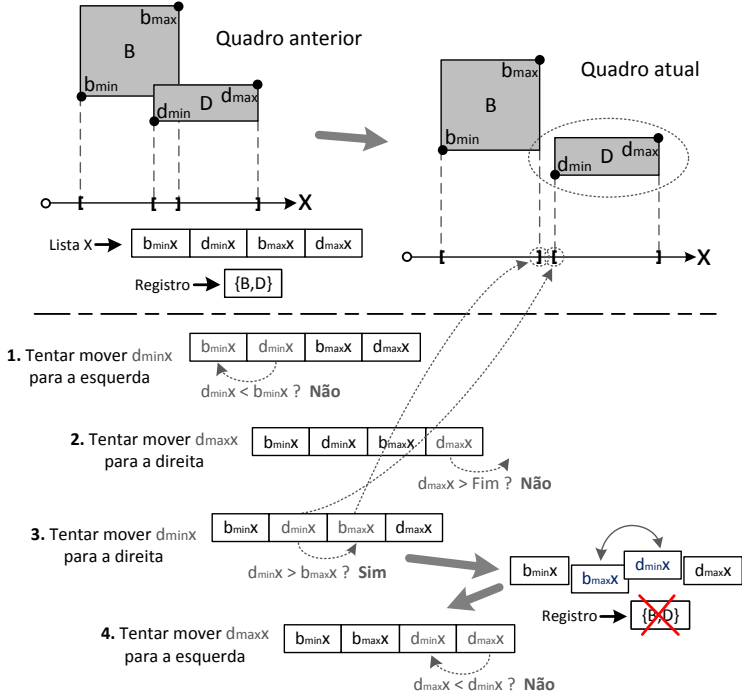 Quadro anterior
bmax
B
bmin
dmax
D
dmin
X
Lista X
bminx dminx bmaxx dmaxx
Registro
{B,D}
Quadro atual
bmax
B
bmin
dmax
D
dmin
X
1. Tentar mover dminx
para a esquerda
bminx dminx bmaxx dmaxx
dminx < bminx ? Não
2. Tentar mover dmaxx
para a direita
bminx dminx bmaxx dmaxx
dmaxx > Fim ? Não
3. Tentar mover dminx
para a direita
bminx dminx bmaxx dmaxx
dminx > bmaxx ? Sim
bminx bmaxx dminx dmaxx
Registro
{B,D}
4. Tentar mover dmaxx
para a esquerda
bminx bmaxx dminx dmaxx
dmaxx < dminx ? Não